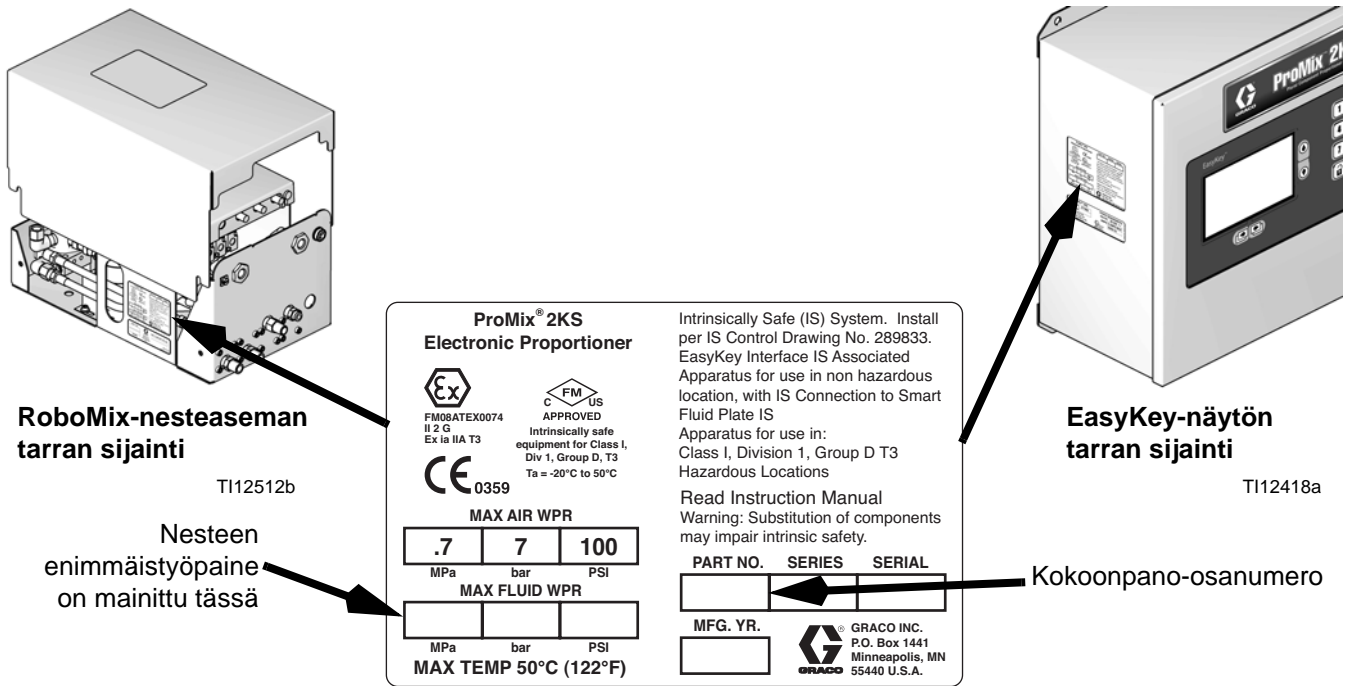 ProMix™ 2K
GRACO
EasyKey
RoboMix-nesteaseman
tarran sijainti
TI12512b
Nesteen
enimmäistyöpaine
on mainittu tässä
ProMix® 2KS
Electronic Proportioner
Ex
FM08ATEX0074
II 2 G
Ex ia IIA T3
CE 0359
C FM US
APPROVED
Intrinsically safe
equipment for Class I,
Div 1, Group D, T3
Ta = -20°C to 50°C
MAX AIR WPR
.7 7 100
MPa bar PSI
MAX FLUID WPR
MPa bar PSI
MAX TEMP 50°C (122°F)
Intrinsically Safe (IS) System. Install
per IS Control Drawing No. 289833.
EasyKey Interface IS Associated
Apparatus for use in non hazardous
location, with IS Connection to Smart
Fluid Plate IS
Apparatus for use in:
Class I, Division 1, Group D T3
Hazardous Locations
Read Instruction Manual
Warning: Substitution of components
may impair intrinsic safety.
PART NO. SERIES SERIAL
MFG. YR.
GRACO
®
GRACO INC.
P.O. Box 1441
Minneapolis, MN
55440 U.S.A.
EasyKey-näytön
tarran sijainti
TI12418a
Kokoonpano-osanumero